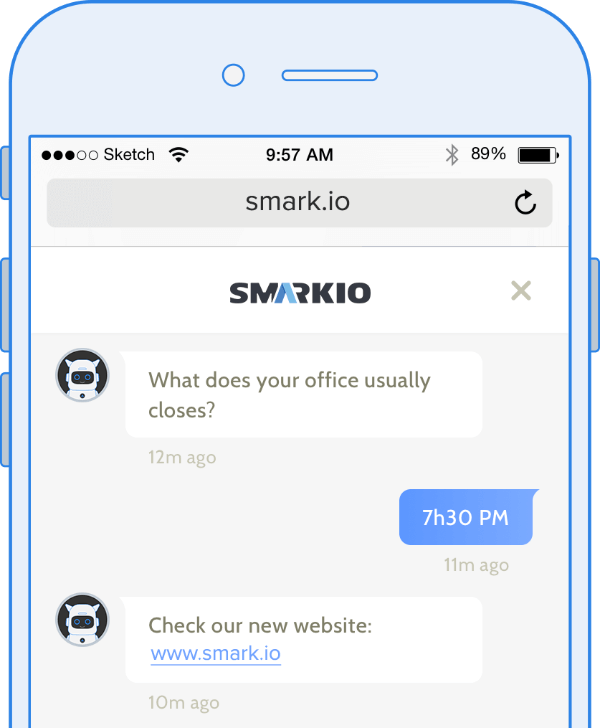 Sketch 9:57 AM 89%
smark.io
SMARKIO
What does your office usually
closes?
12m ago
7h30 PM
11m ago
Check our new website:
www.smark.io
10m ago